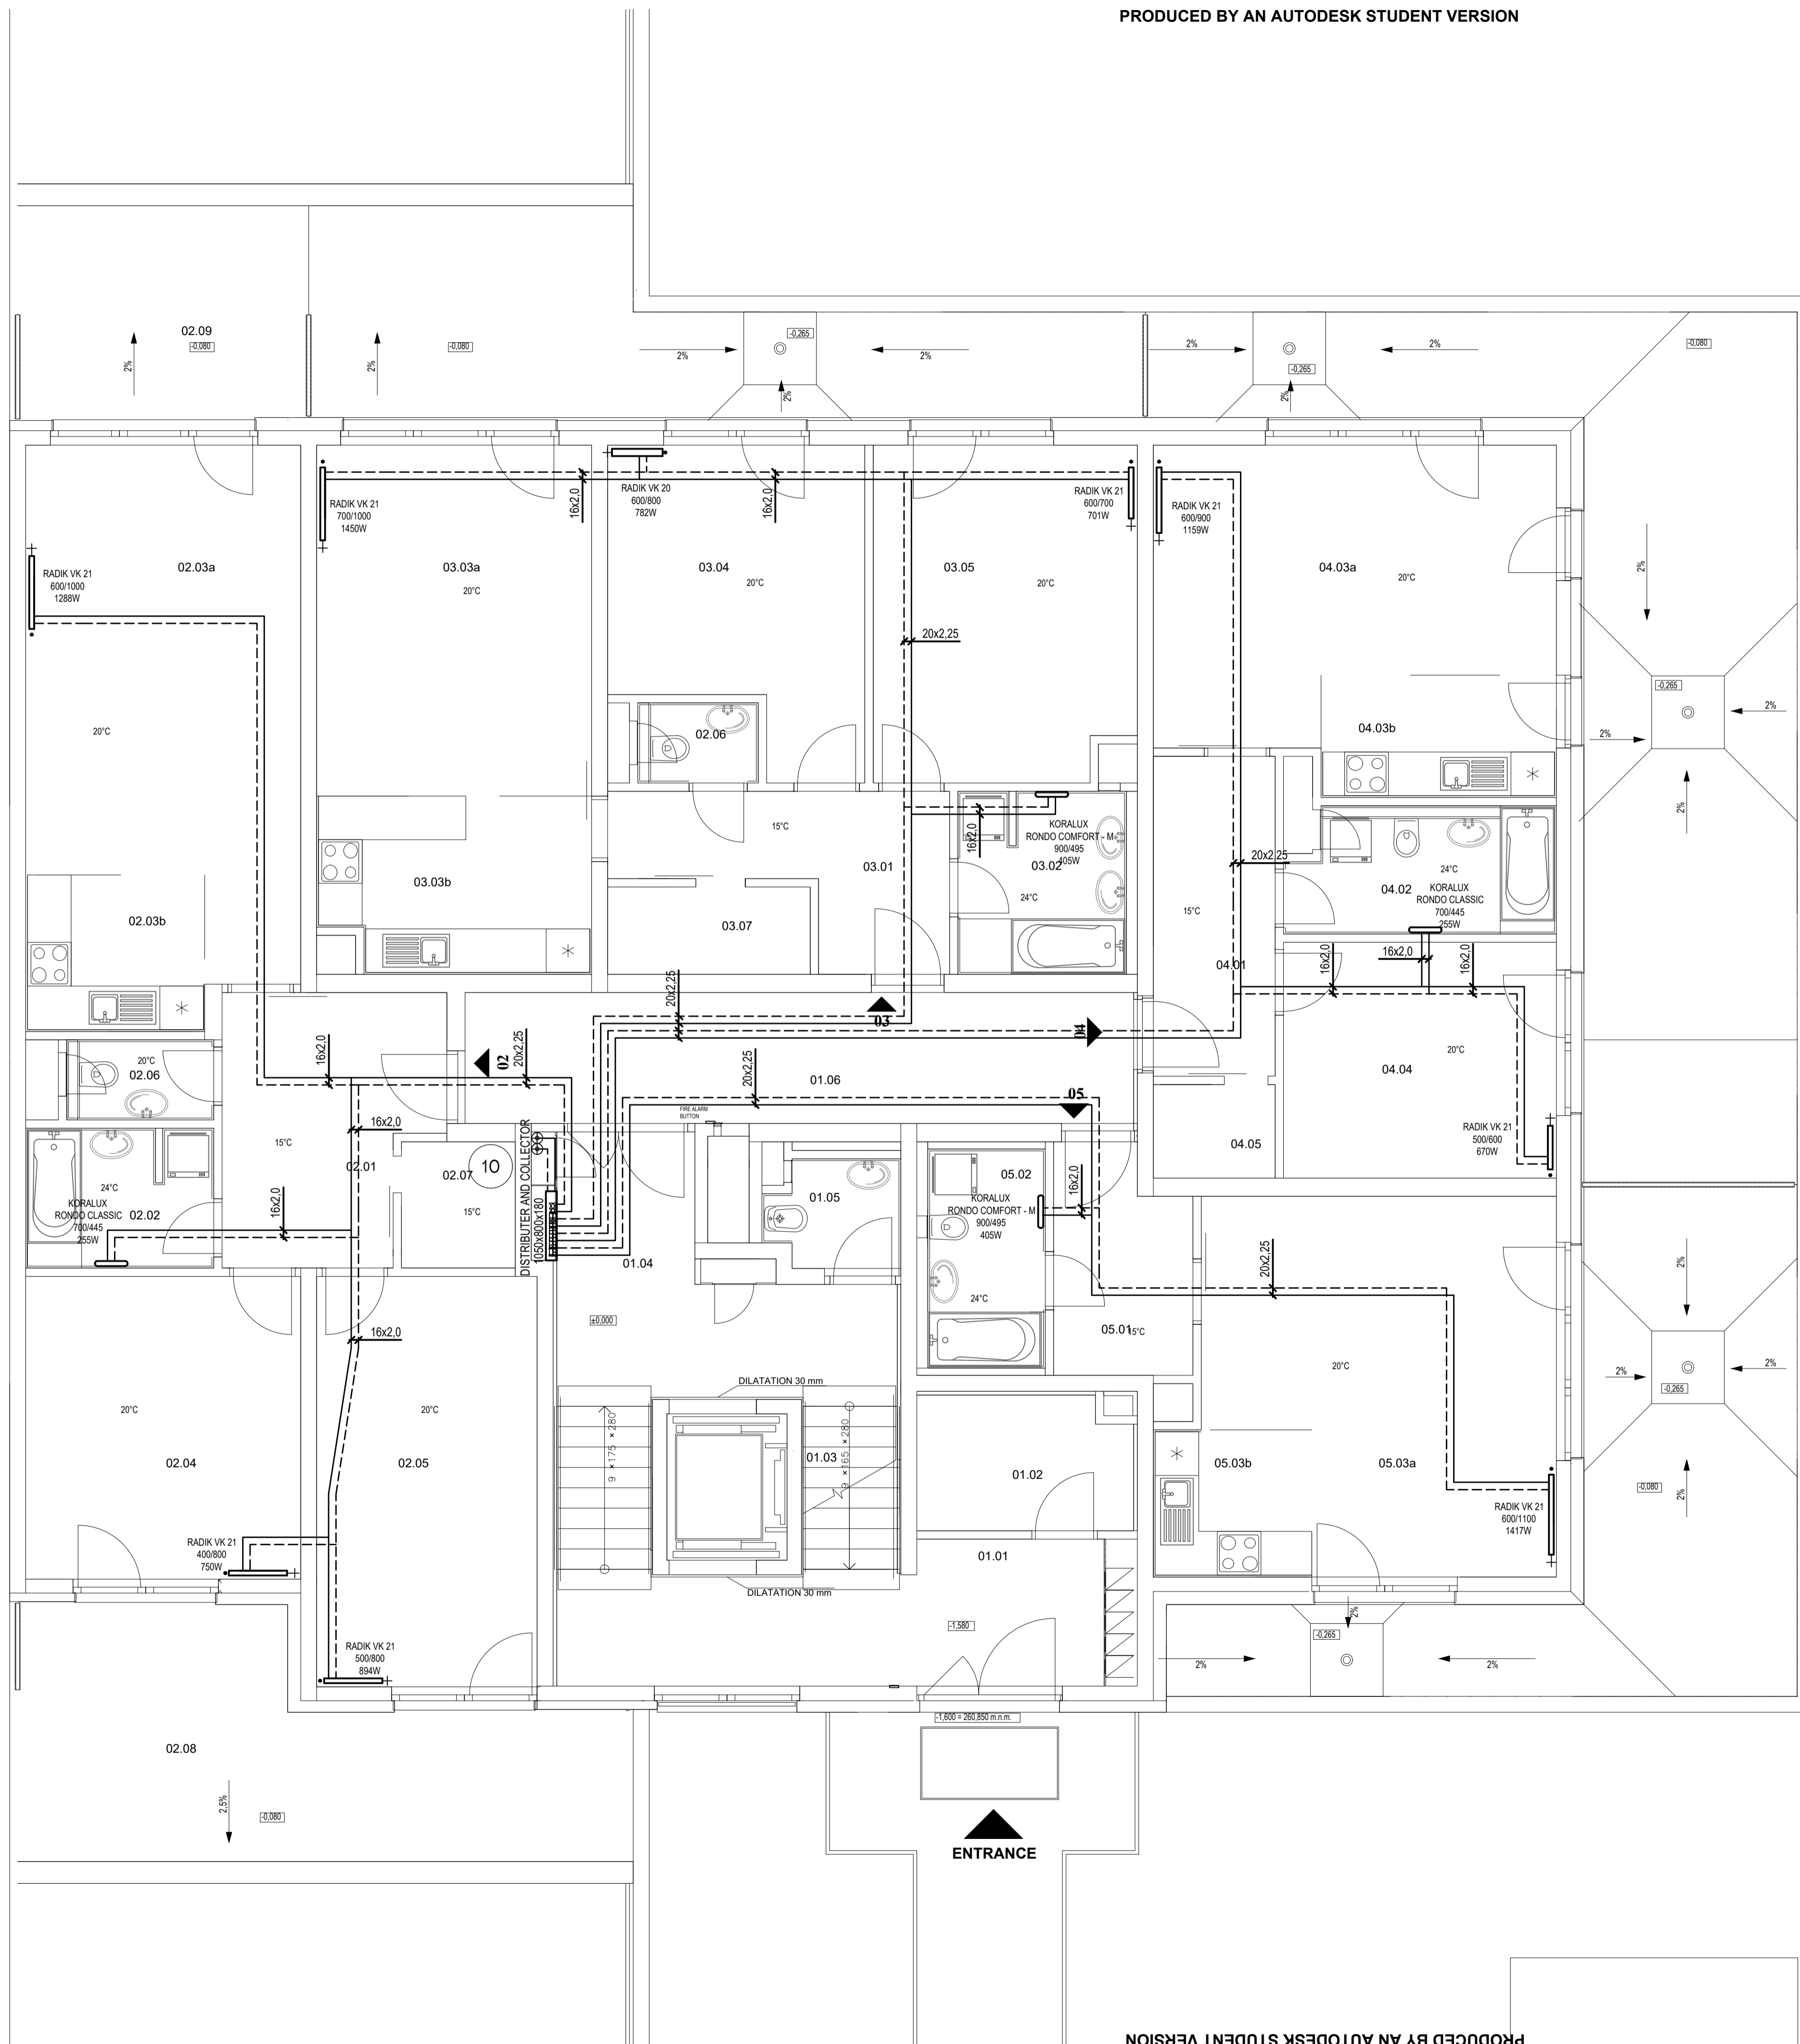 PRODUCED BY AN AUTODESK STUDENT VERSION
02.09
-0,080
2%
-0,080
2%
2%
-0,265
2%
2%
2%
-0,265
2%
2%
-0,080
RADIK VK 21
700/1000
1450W
16x2,0
RADIK VK 20
600/800
782W
16x2,0
RADIK VK 21
600/700
701W
RADIK VK 21
600/900
1159W
RADIK VK 21
600/1000
1288W
02.03a
03.03a
20°C
03.04
20°C
03.05
20°C
04.03a
20°C
2%
20x2,25
-0,265
2%
2%
2%
20°C
02.06
04.03b
15°C
16x2,0
KORALUX
RONDO COMFORT - M
900/495
405W
03.02
24°C
03.01
20x2,25
24°C
04.02
KORALUX
RONDO CLASSIC
700/445
255W
03.03b
02.03b
03.07
15°C
04.01
16x2,0
16x2,0
16x2,0
20x2,25
03
04
16x2,0
02
20x2,25
20x2,25
01.06
05
FIRE ALARM
BUTTON
20°C
02.06
20°C
04.04
16x2,0
15°C
02.01
02.07
10
15°C
DISTRIBUTER AND COLLECTOR
1050x800x180
04.05
RADIK VK 21
500/600
670W
24°C
KORALUX
RONDO CLASSIC
700/445
255W
02.02
16x2,0
01.05
05.02
KORALUX
RONDO COMFORT - M
900/495
405W
16x2,0
01.04
20x2,25
2%
24°C
±0,000
05.01
15°C
16x2,0
20°C
2%
2%
-0,265
DILATATION 30 mm
20°C
20°C
9 ×175 ×280
9 ×165 ×280
01.03
02.04
02.05
01.02
05.03b
05.03a
-0,080
2%
RADIK VK 21
600/1100
1417W
RADIK VK 21
400/800
750W
01.01
DILATATION 30 mm
2%
-1,580
-0,265
RADIK VK 21
500/800
894W
2%
2%
-1,600 = 260,850 m.n.m.
02.08
2,5%
-0,080
ENTRANCE
PRODUCED BY AN AUTODESK STUDENT VERSION